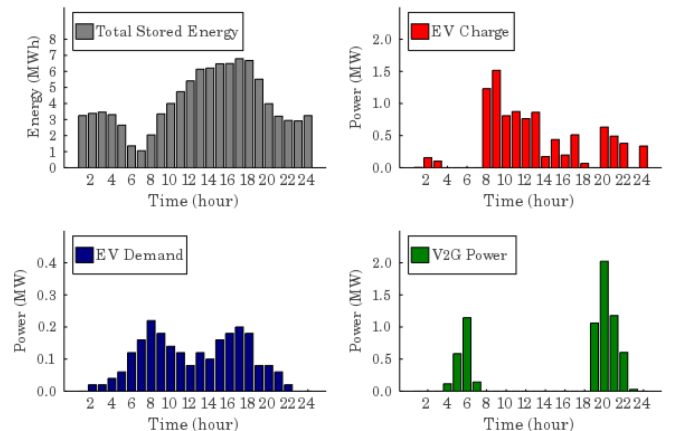 Total Stored Energy
Energy (MWh)
8
7
6
5
4
3
2
1
0
2 4 6 8 10 12 14 16 18 20 22 24
Time (hour)
EV Charge
Power (MW)
2.0
1.5
1.0
0.5
0.0
2 4 6 8 10 12 14 16 18 20 22 24
Time (hour)
EV Demand
Power (MW)
0.4
0.3
0.2
0.1
0.0
2 4 6 8 10 12 14 16 18 20 22 24
Time (hour)
V2G Power
Power (MW)
2.0
1.5
1.0
0.5
0.0
2 4 6 8 10 12 14 16 18 20 22 24
Time (hour)